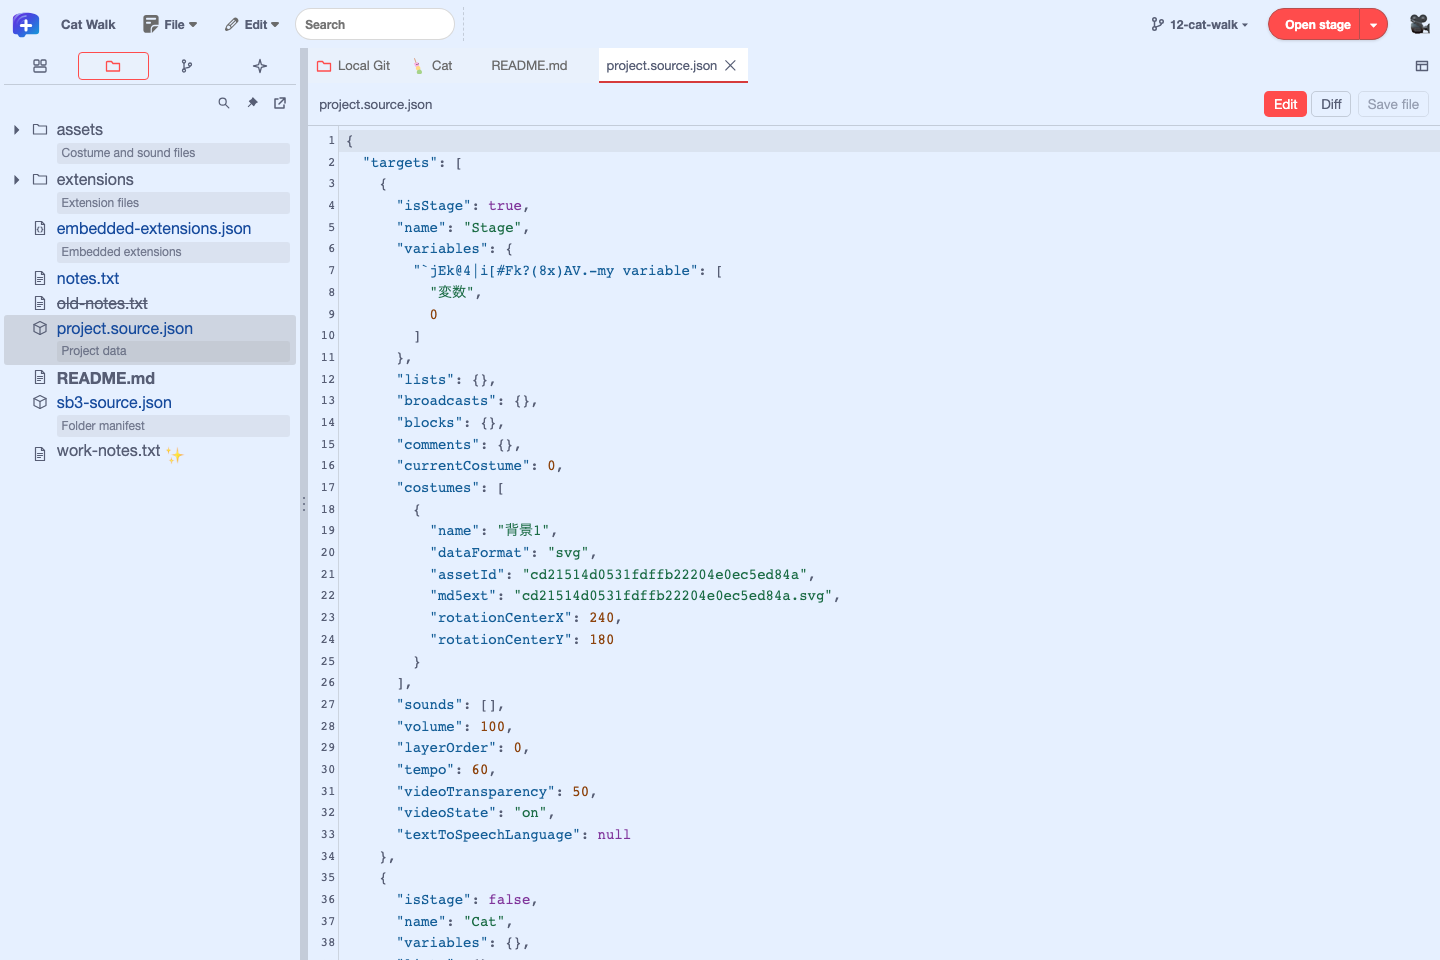 Cat Walk
File
Edit
Search
12-cat-walk
Open stage
Local Git
Cat
README.md
project.source.json
project.source.json
Edit
Diff
Save file
assets
Costume and sound files
extensions
Extension files
embedded-extensions.json
Embedded extensions
notes.txt
old-notes.txt
project.source.json
Project data
README.md
sb3-source.json
Folder manifest
work-notes.txt ✨
1 {
2 "targets": [
3 {
4 "isStage": true,
5 "name": "Stage",
6 "variables": {
7 "`jEk@4|i[#Fk?(8x)AV.-my variable": [
8 "変数",
9 0
10 ]
11 },
12 "lists": {},
13 "broadcasts": {},
14 "blocks": {},
15 "comments": {},
16 "currentCostume": 0,
17 "costumes": [
18 {
19 "name": "背景1",
20 "dataFormat": "svg",
21 "assetId": "cd21514d0531fdffb22204e0ec5ed84a",
22 "md5ext": "cd21514d0531fdffb22204e0ec5ed84a.svg",
23 "rotationCenterX": 240,
24 "rotationCenterY": 180
25 }
26 ],
27 "sounds": [],
28 "volume": 100,
29 "layerOrder": 0,
30 "tempo": 60,
31 "videoTransparency": 50,
32 "videoState": "on",
33 "textToSpeechLanguage": null
34 },
35 {
36 "isStage": false,
37 "name": "Cat",
38 "variables": {},